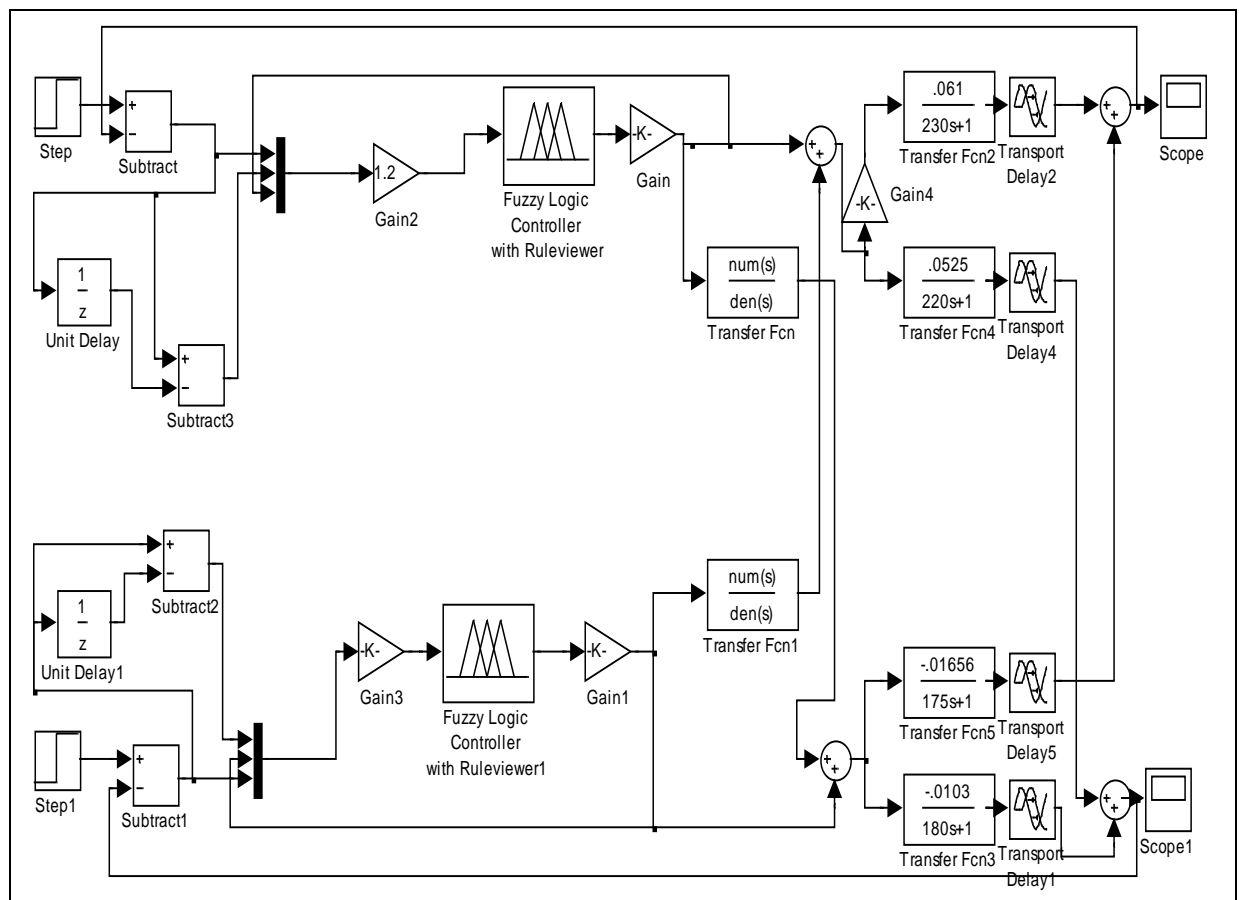 Step
+
−
Subtract
1
z
Unit Delay
+
−
Subtract3
1.2
Gain2
Fuzzy Logic
Controller
with Ruleviewer
-K-
Gain
+
+
num(s)
den(s)
Transfer Fcn
-K-
Gain4
.061
230s+1
Transfer Fcn2
Transport
Delay2
+
+
Scope
.0525
220s+1
Transfer Fcn4
Transport
Delay4
+
−
Subtract2
1
z
Unit Delay1
Step1
+
−
Subtract1
-K-
Gain3
Fuzzy Logic
Controller
with Ruleviewer1
-K-
Gain1
num(s)
den(s)
Transfer Fcn1
+
+
-.01656
175s+1
Transfer Fcn5
Transport
Delay5
-.0103
180s+1
Transfer Fcn3
Transport
Delay1
+
+
Scope1